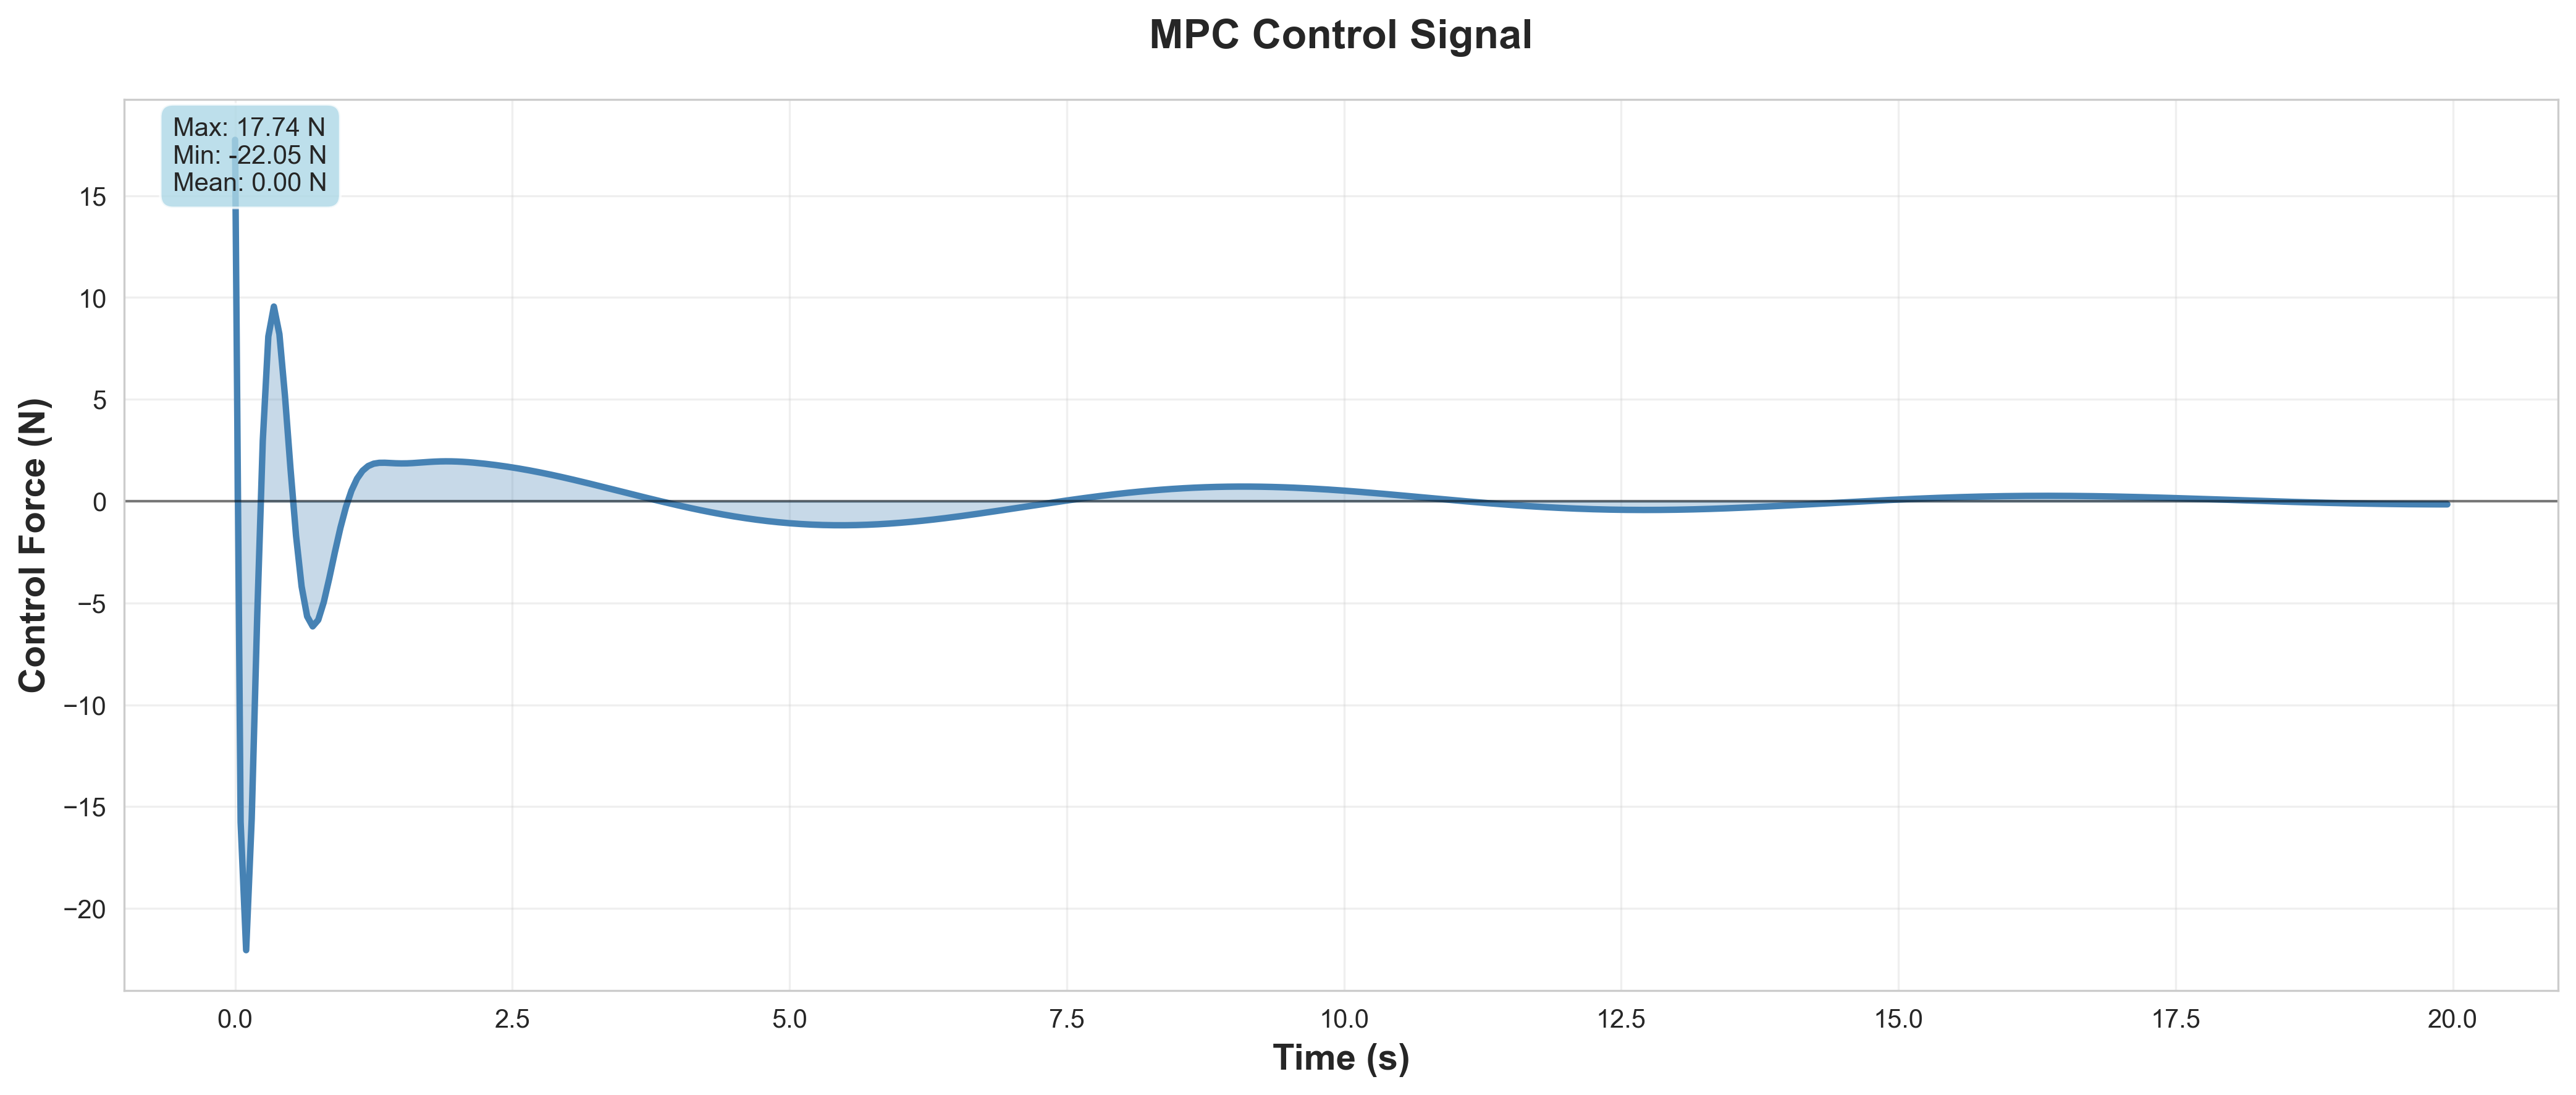 MPC Control Signal
Max: 17.74 N
Min: -22.05 N
Mean: 0.00 N
Control Force (N)
15
10
5
0
−5
−10
−15
−20
0.0 2.5 5.0 7.5 10.0 12.5 15.0 17.5 20.0
Time (s)